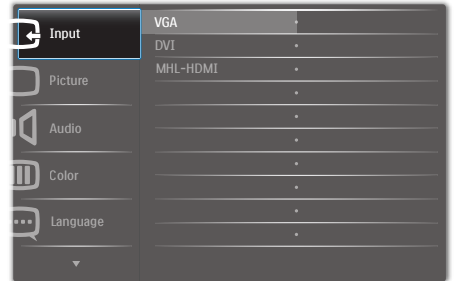 Input
Picture
Audio
Color
Language
VGA
DVI
MHL-HDMI